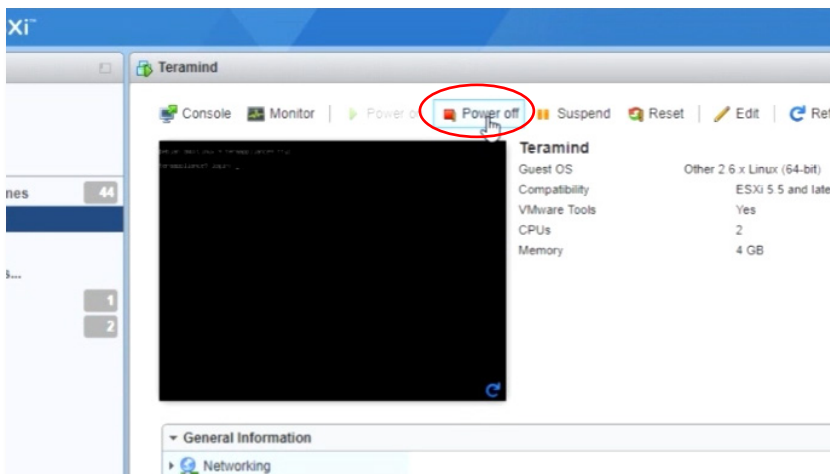 Xi™
Teramind
Console Monitor Power on Power off Suspend Reset Edit Ref
Teramind
Guest OS Other 2.6.x Linux (64-bit)
nes 44
Compatibility ESXi 5.5 and late
VMware Tools Yes
CPUs 2
Memory 4 GB
s...
1
2
General Information
Networking